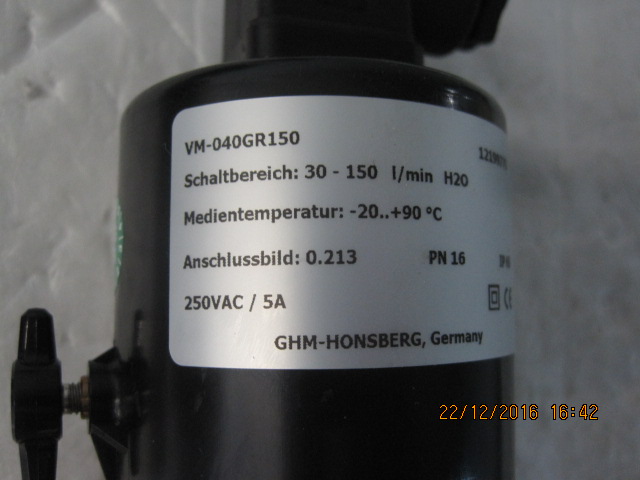 VM-040GR150
Schaltbereich: 30 - 150 l/min H2O
Medientemperatur: -20..+90 °C
Anschlussbild: 0.213 PN 16
250VAC / 5A CE
GHM-HONSBERG, Germany
22/12/2016 16:42